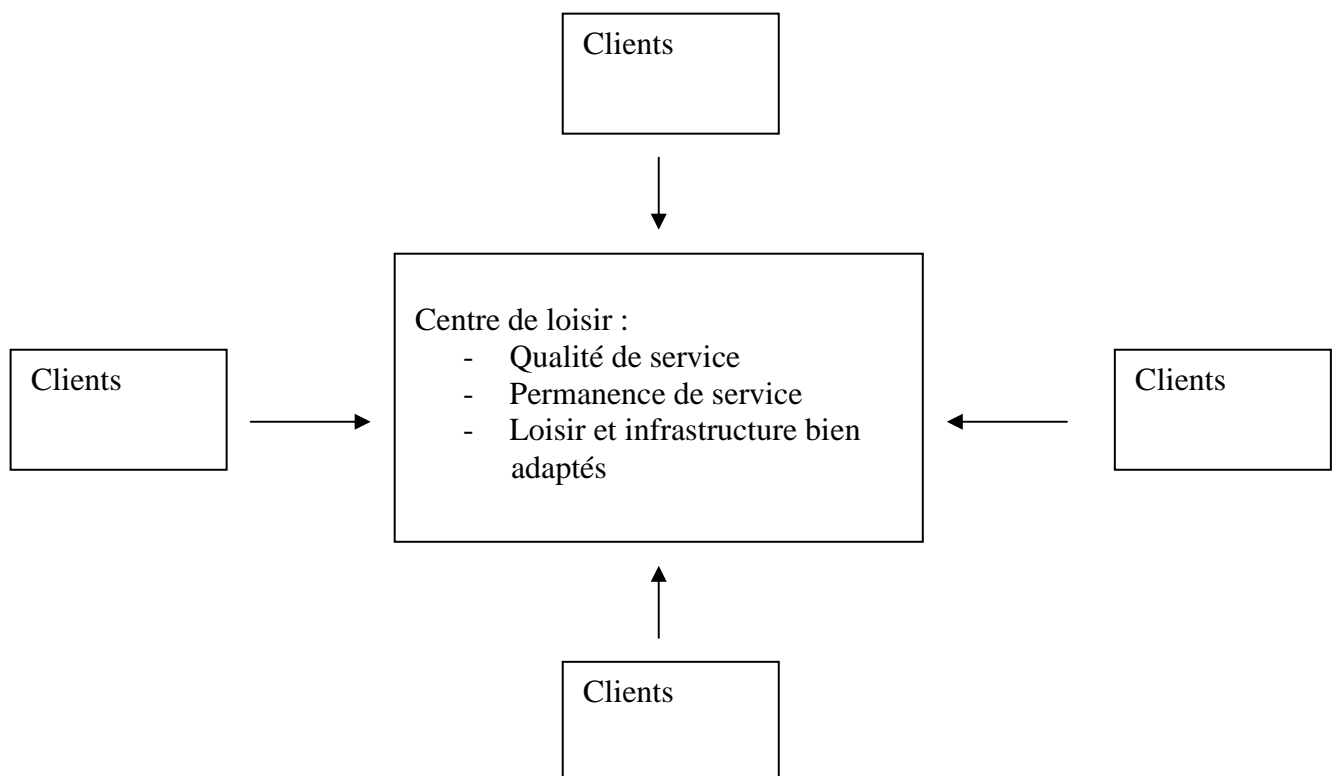 Clients
Centre de loisir :
- Qualité de service
- Permanence de service
- Loisir et infrastructure bien
adaptés
Clients
Clients
Clients